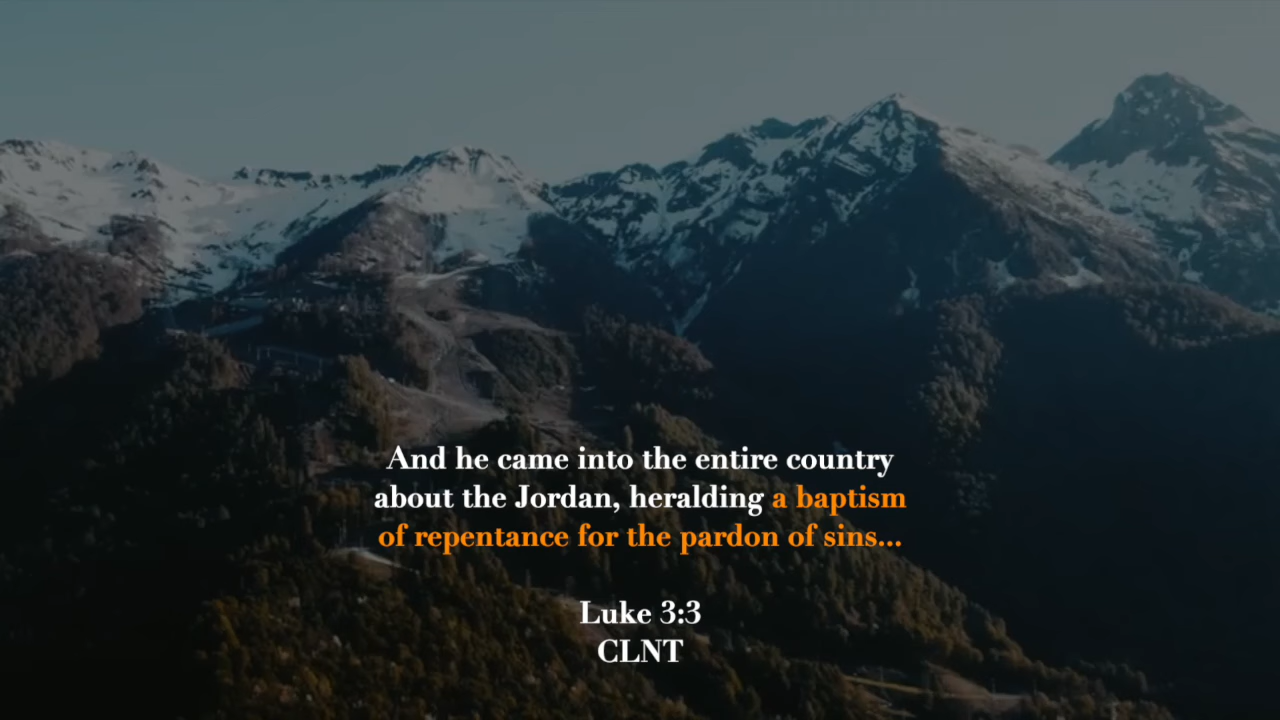 And he came into the entire country
about the Jordan, heralding a baptism
of repentance for the pardon of sins...
Luke 3:3
CLNT